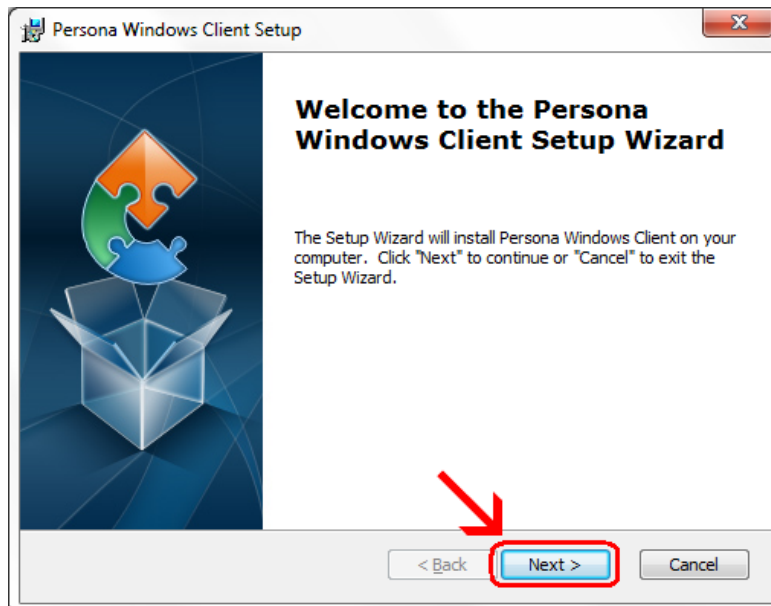 Persona Windows Client Setup
X
Welcome to the Persona
Windows Client Setup Wizard
The Setup Wizard will install Persona Windows Client on your
computer. Click "Next" to continue or "Cancel" to exit the
Setup Wizard.
< Back Next > Cancel